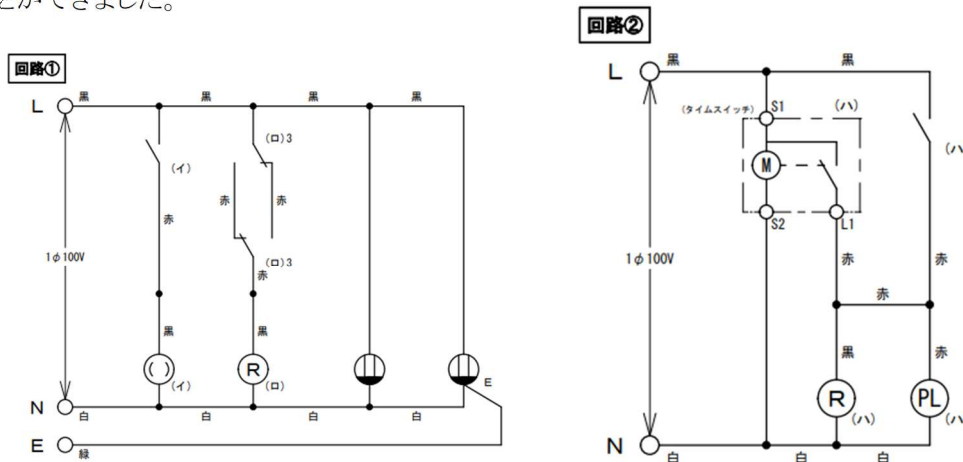 とができました。
回路①
L 黒 黒 黒 黒
(イ)
(ロ)3
赤
赤 赤
(ロ)3
赤
1φ100V
黒 黒
( ) (イ)
R (ロ)
E
N 白 白 白 白
E 緑
回路②
L 黒 黒
(タイムスイッチ) S1 (ハ)
(ハ
M
S2 L1
1φ100V
赤 赤
赤
黒 赤
R (ハ)
PL (ハ
N 白 白 白